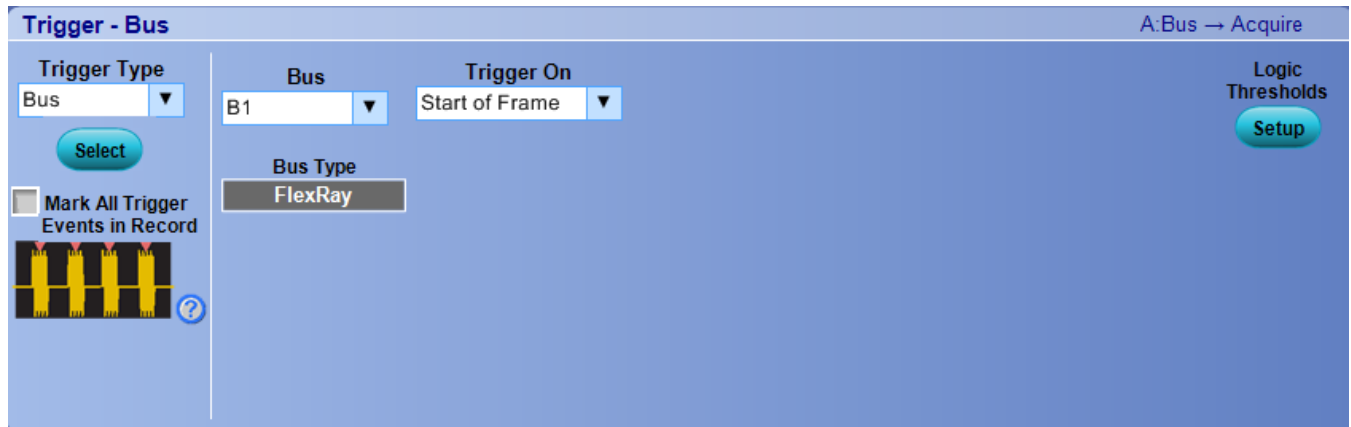 Trigger - Bus
A:Bus → Acquire
Trigger Type
Bus
Select
Mark All Trigger
Events in Record
?
Bus
B1
Trigger On
Start of Frame
Bus Type
FlexRay
Logic
Thresholds
Setup